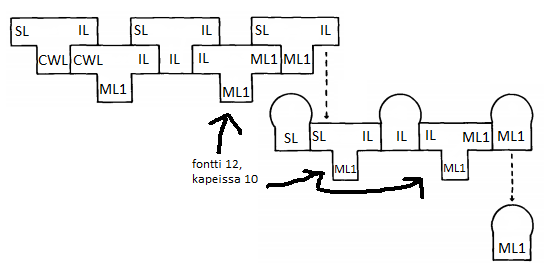 SL IL SL IL SL IL
CWL CWL IL IL IL ML1 ML1
ML1 ML1
SL SL IL IL IL ML1 ML1
fontti 12,
kapeissa 10
ML1 ML1
ML1